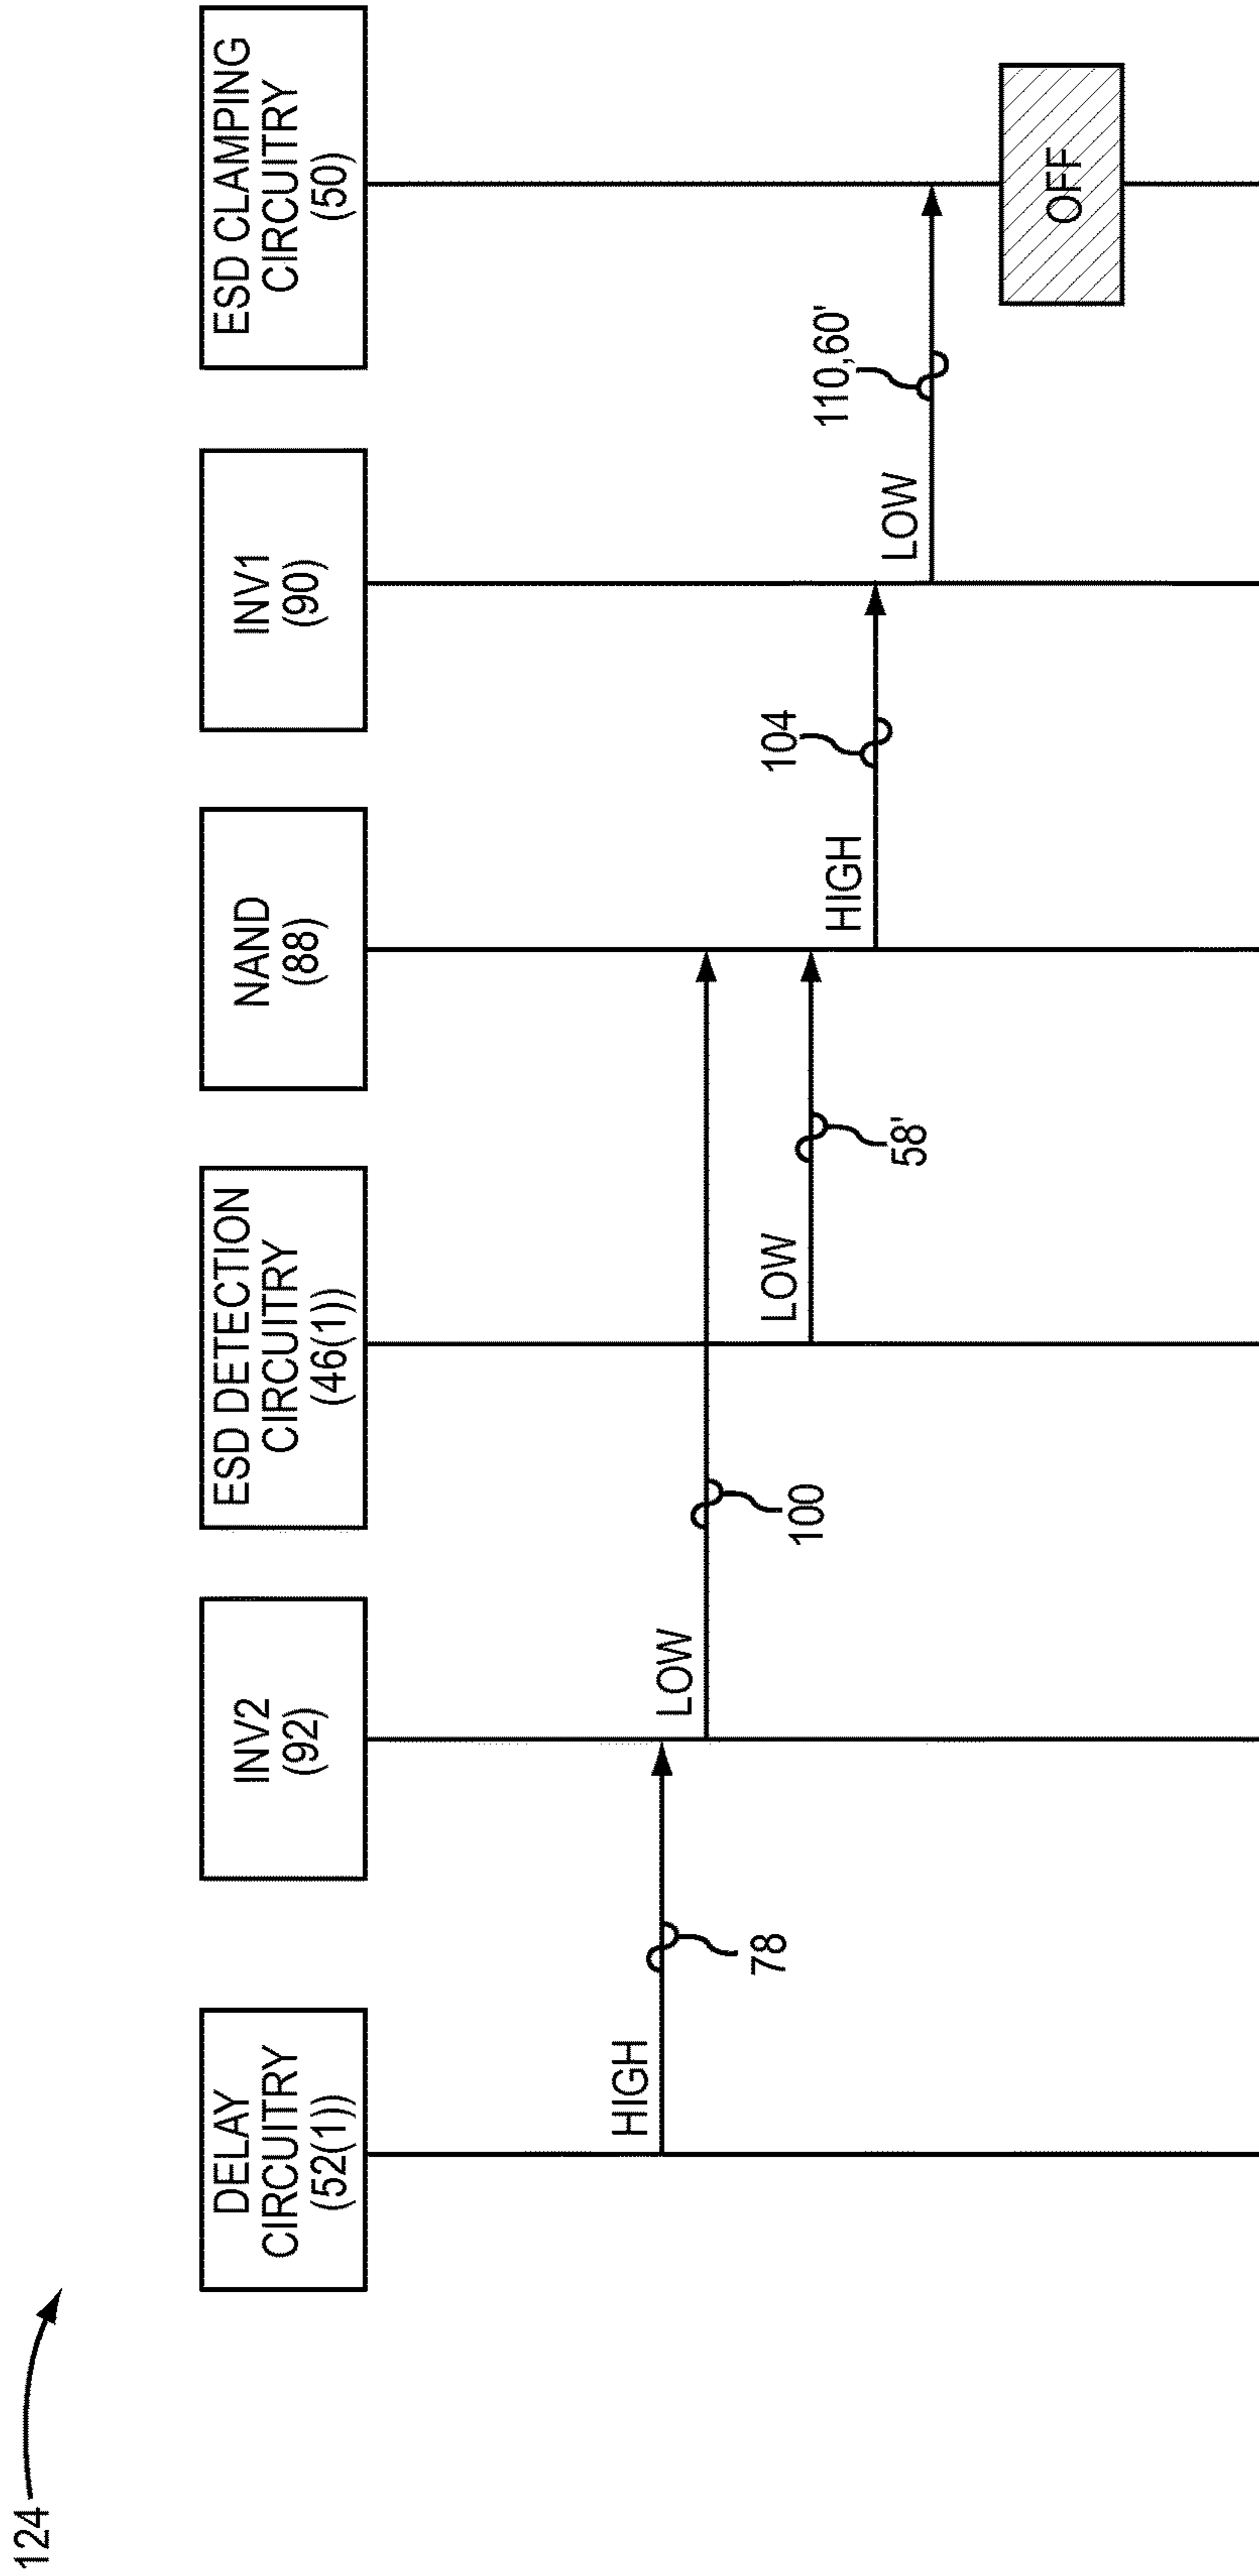 124
DELAY
CIRCUITRY
(52(1))
INV2
(92)
ESD DETECTION
CIRCUITRY
(46(1))
NAND
(88)
INV1
(90)
ESD CLAMPING
CIRCUITRY
(50)
HIGH
78
LOW
100
LOW
58'
HIGH
104
LOW
110,60'
OFF